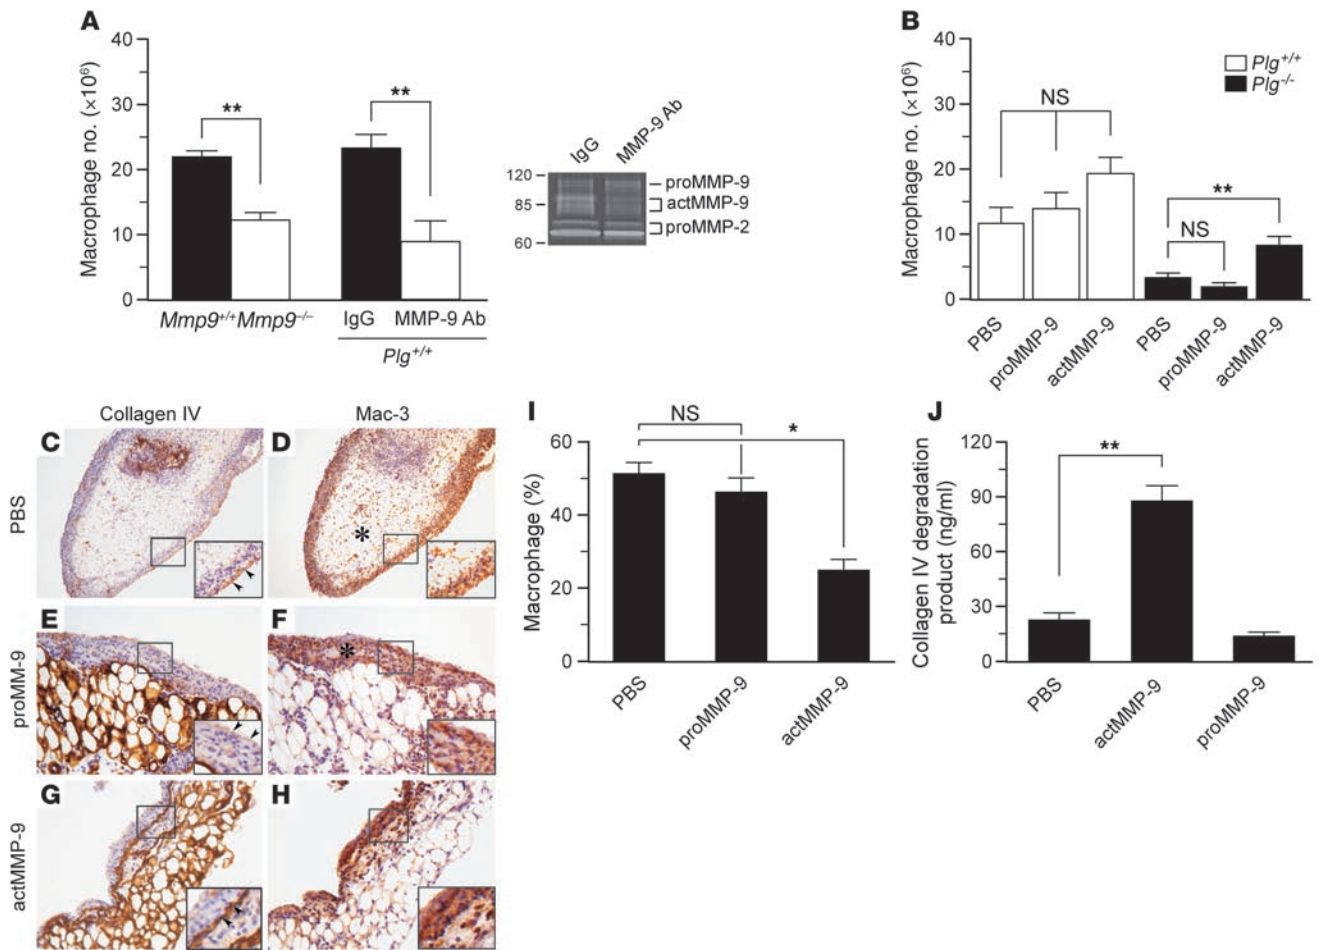 A
Macrophage no. (×10⁶)
40
30
20
10
0
**
**
Mmp9⁺/⁺ Mmp9⁻/⁻
IgG MMP-9 Ab
Plg⁺/⁺
IgG MMP-9 Ab
120
85
60
proMMP-9
actMMP-9
proMMP-2
B
Macrophage no. (×10⁶)
40
30
20
10
0
Plg⁺/⁺
Plg⁻/⁻
NS
**
NS
PBS proMMP-9 actMMP-9 PBS proMMP-9 actMMP-9
Collagen IV Mac-3
PBS
C D
*
proMM-9
E F
*
actMMP-9
G H
I
Macrophage (%)
60
40
20
0
NS
*
PBS proMMP-9 actMMP-9
J
Collagen IV degradation
product (ng/ml)
120
90
60
30
0
**
PBS actMMP-9 proMMP-9